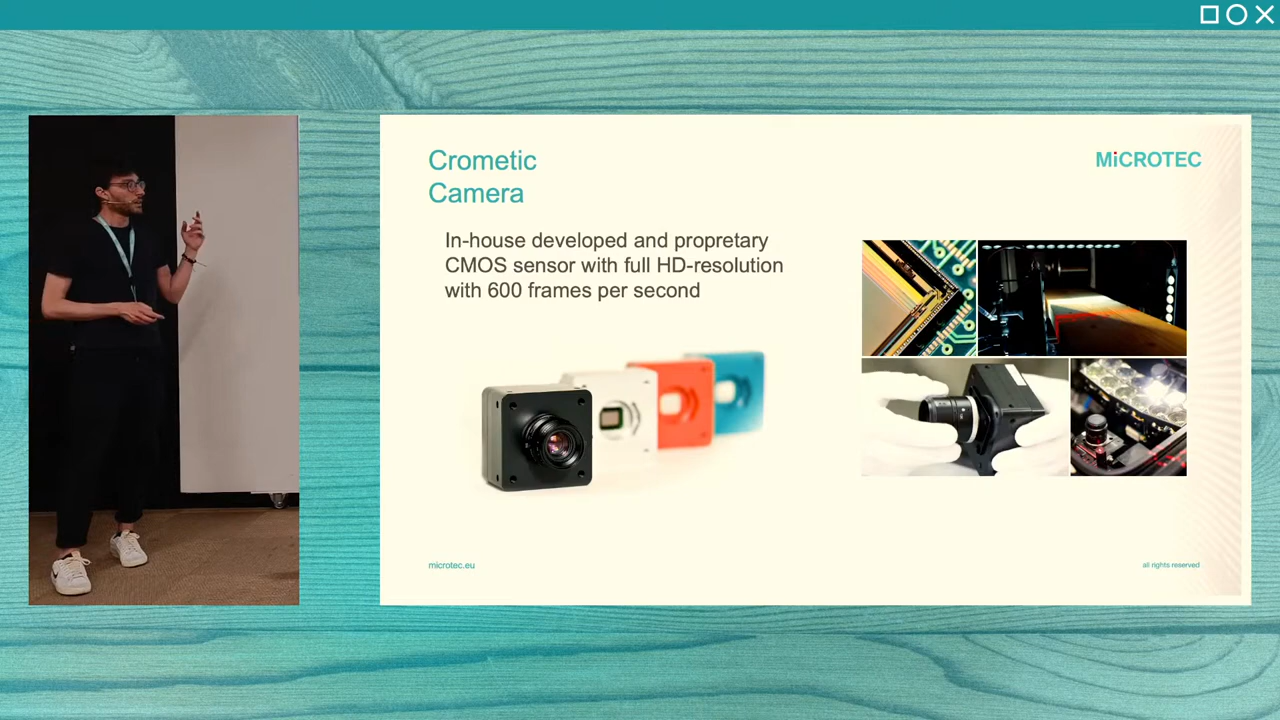 Crometic
Camera
MiCROTEC
In-house developed and propretary
CMOS sensor with full HD-resolution
with 600 frames per second
microtec.eu
all rights reserved